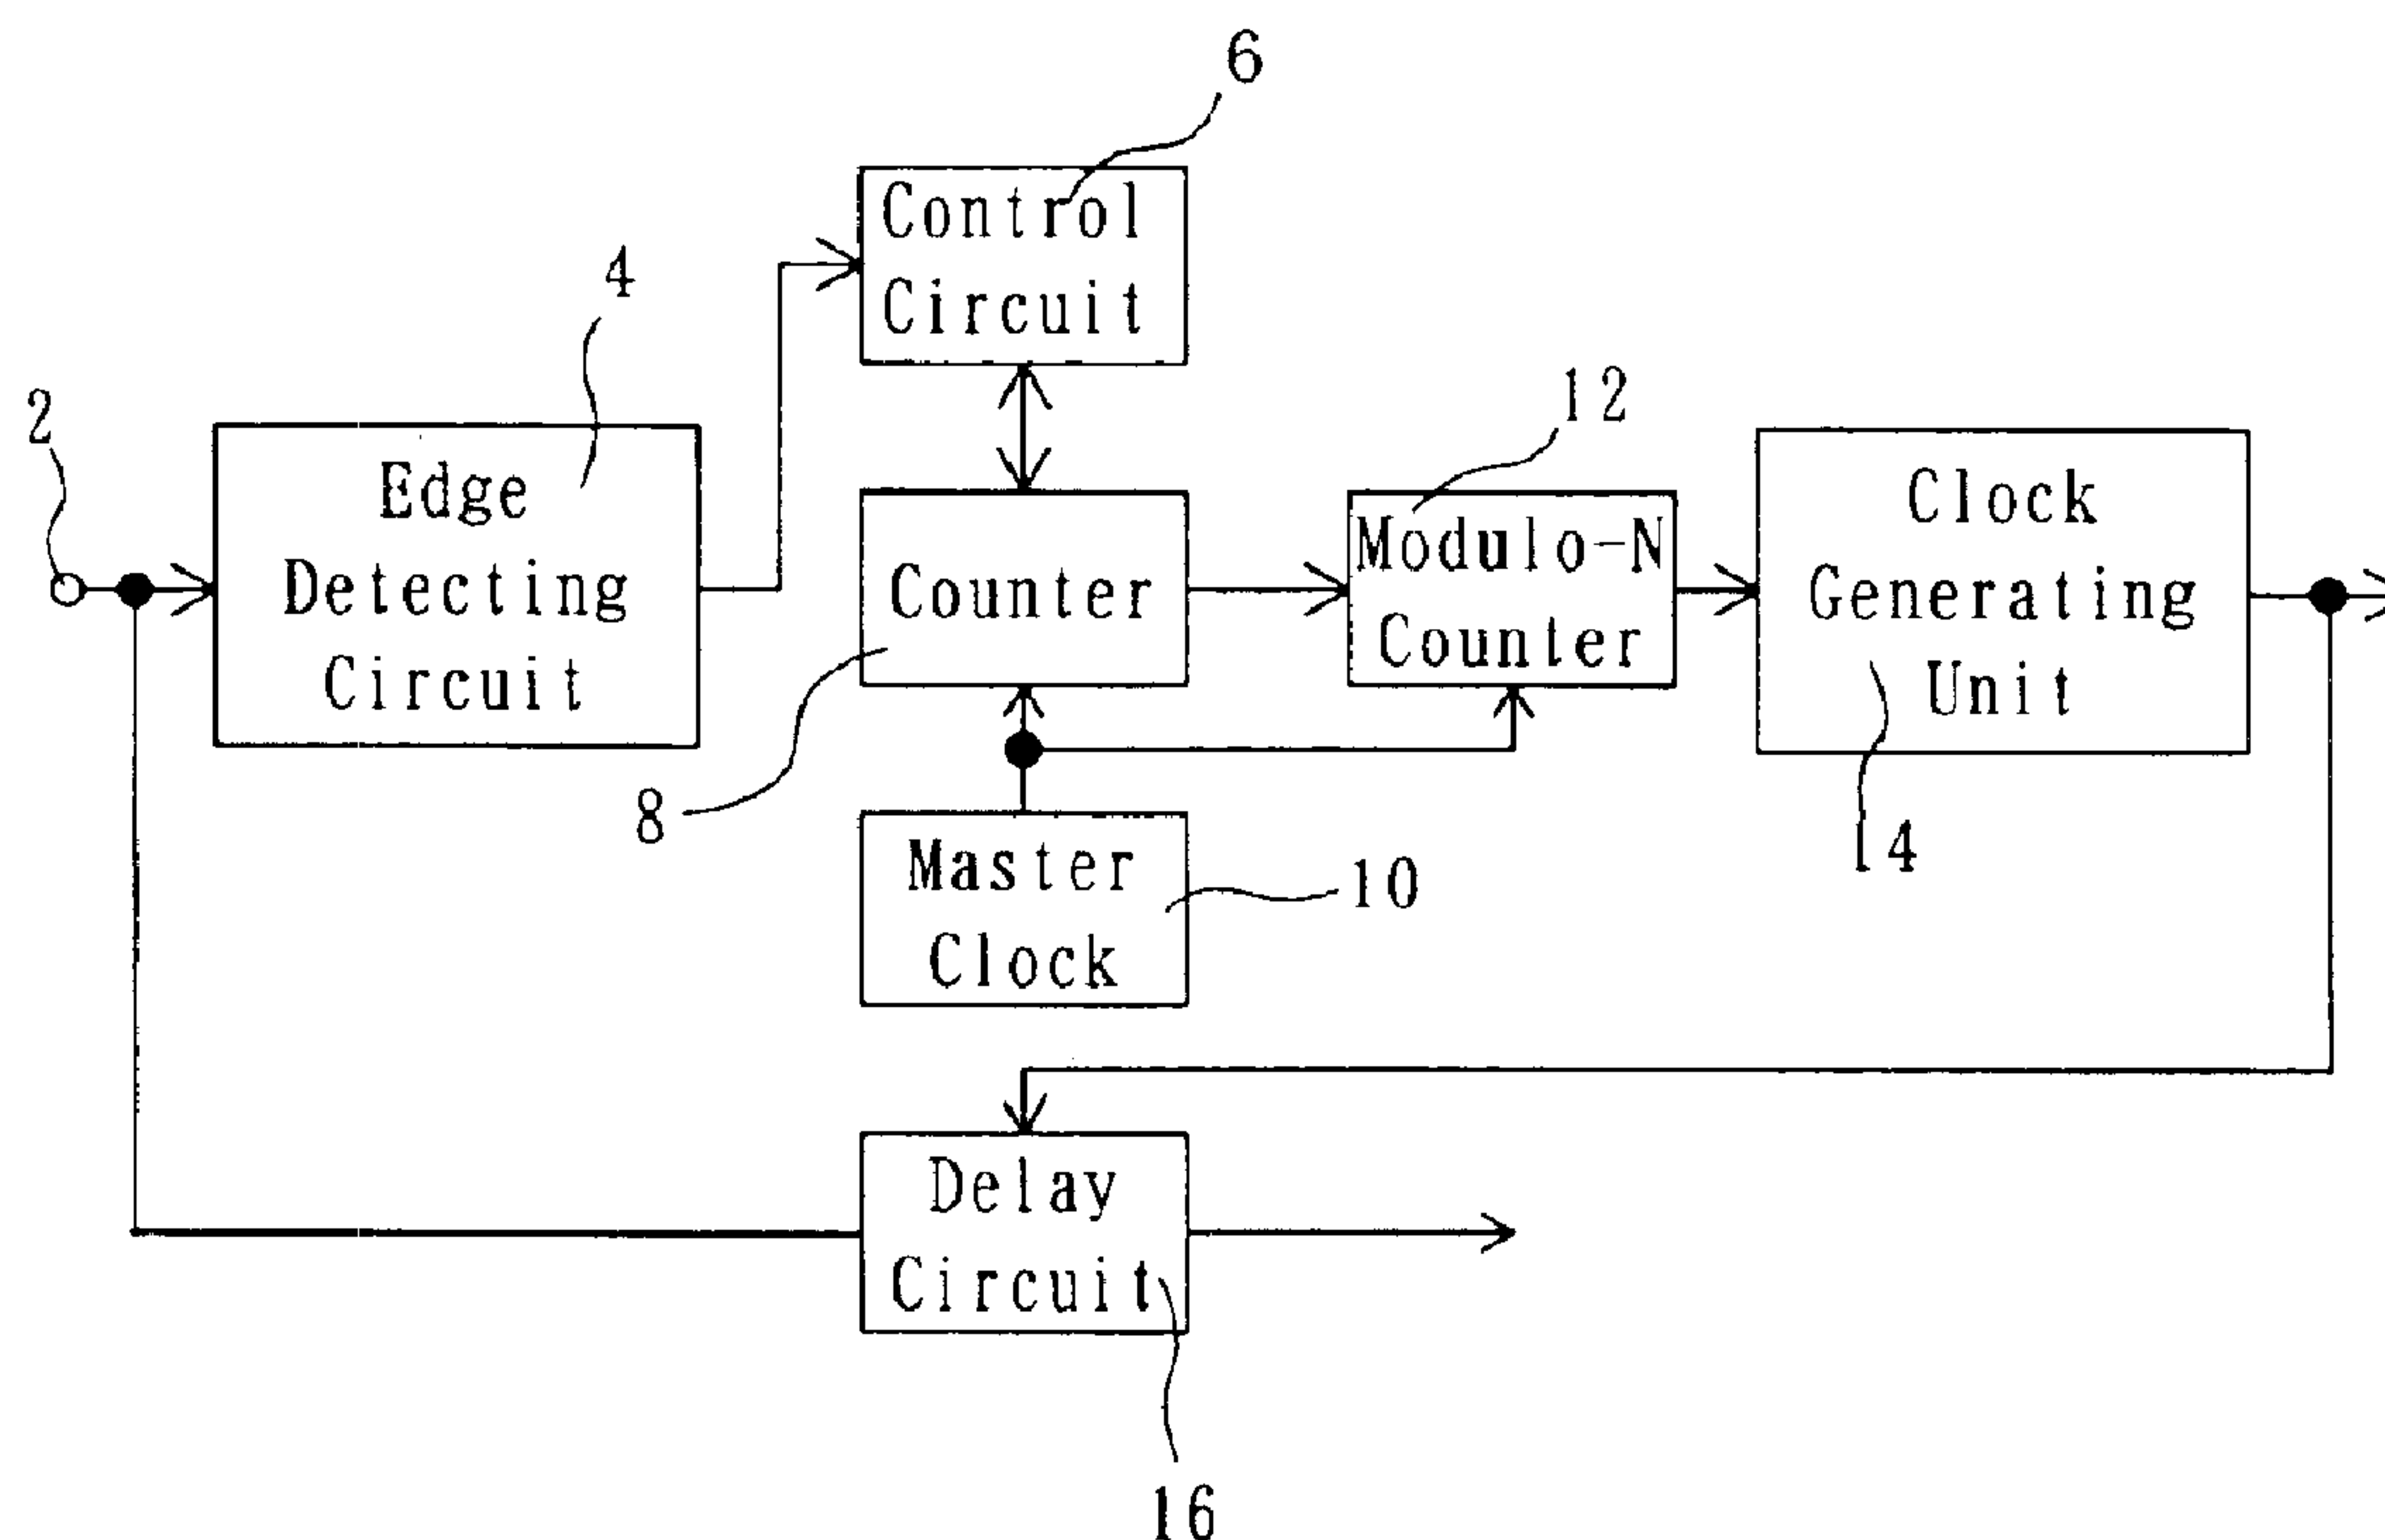 6
Control
Circuit
4
2
12
Edge
Detecting
Circuit
Counter
Modulo-N
Counter
Clock
Generating
Unit
8
14
Master
Clock
10
Delay
Circuit
16